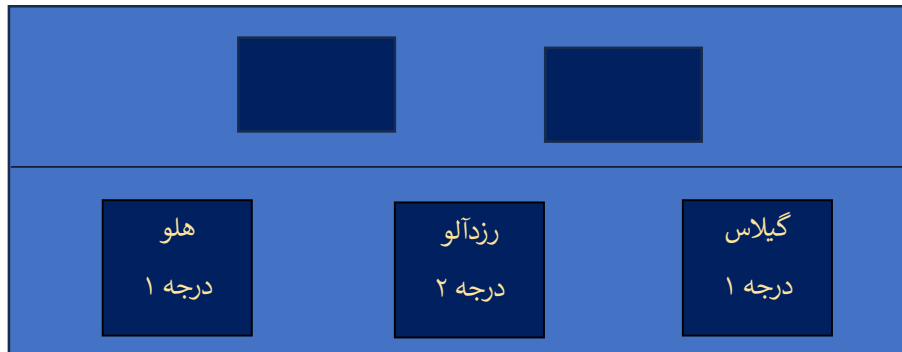 گیلاس
درجه ۱
رزدآلو
درجه ۲
هلو
درجه ۱